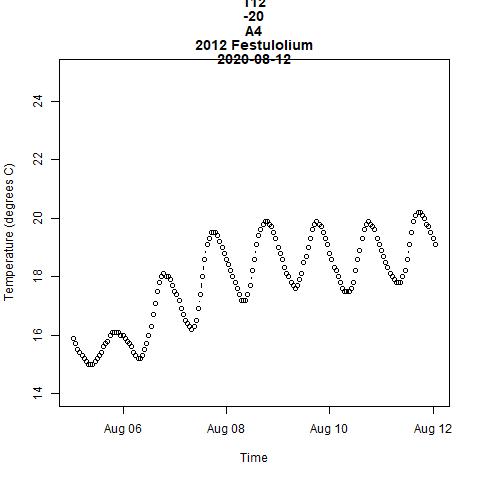 T12
-20
A4
2012 Festulolium
2020-08-12
24
22
20
18
16
14
Temperature (degrees C)
Aug 06 Aug 08 Aug 10 Aug 12
Time